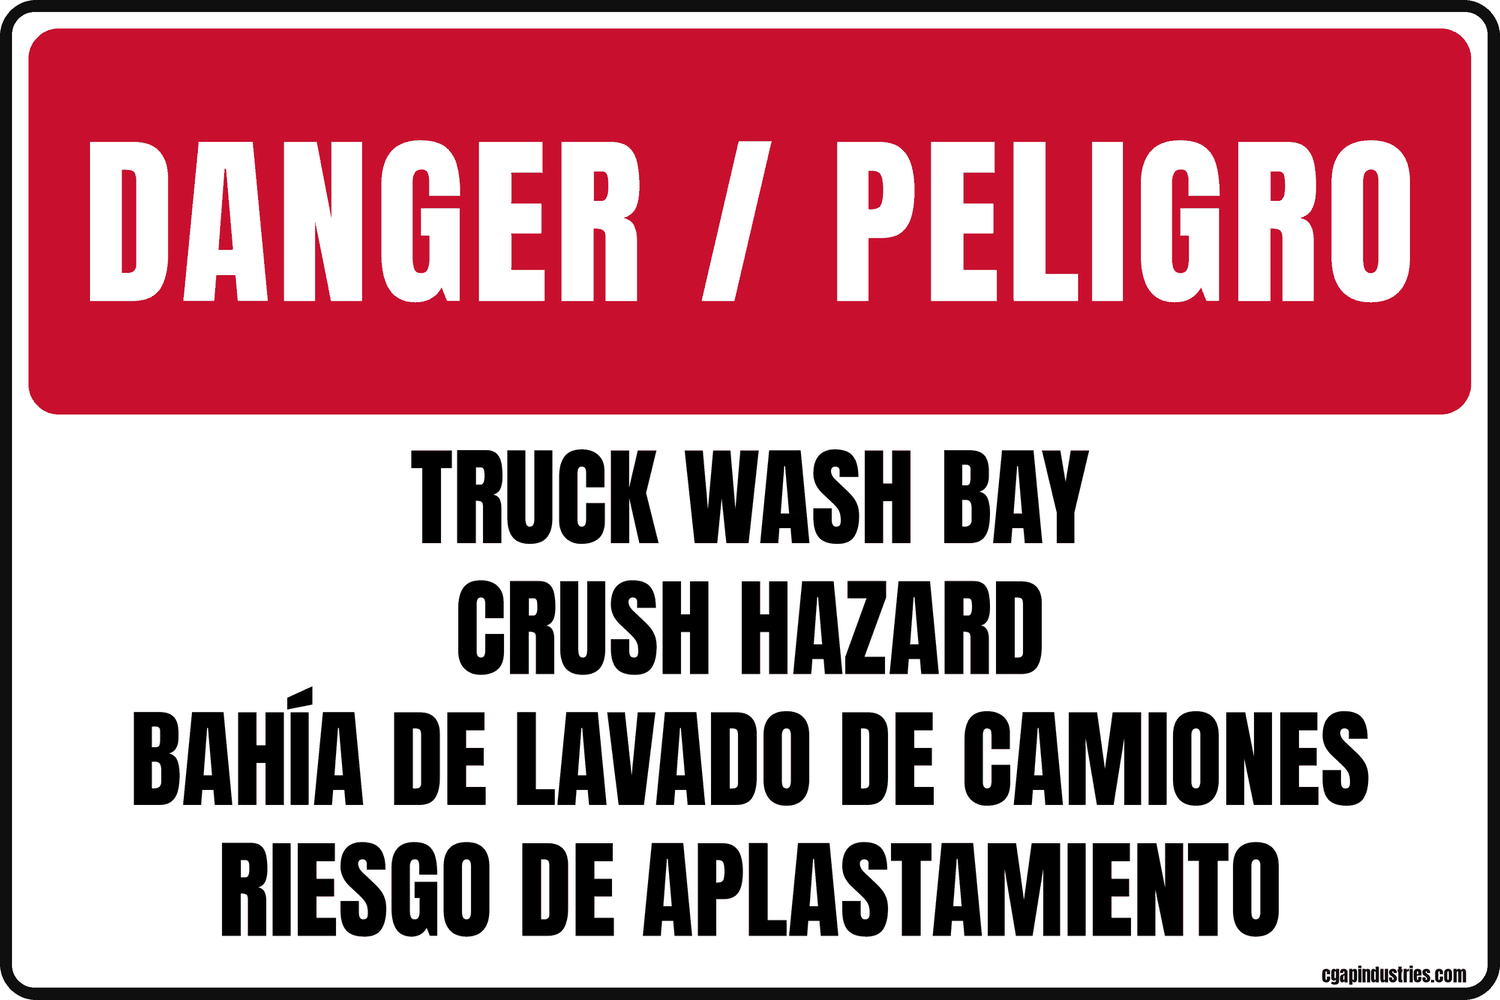 DANGER / PELIGRO
TRUCK WASH BAY
CRUSH HAZARD
BAHÍA DE LAVADO DE CAMIONES
RIESGO DE APLASTAMIENTO
cgapindustries.com